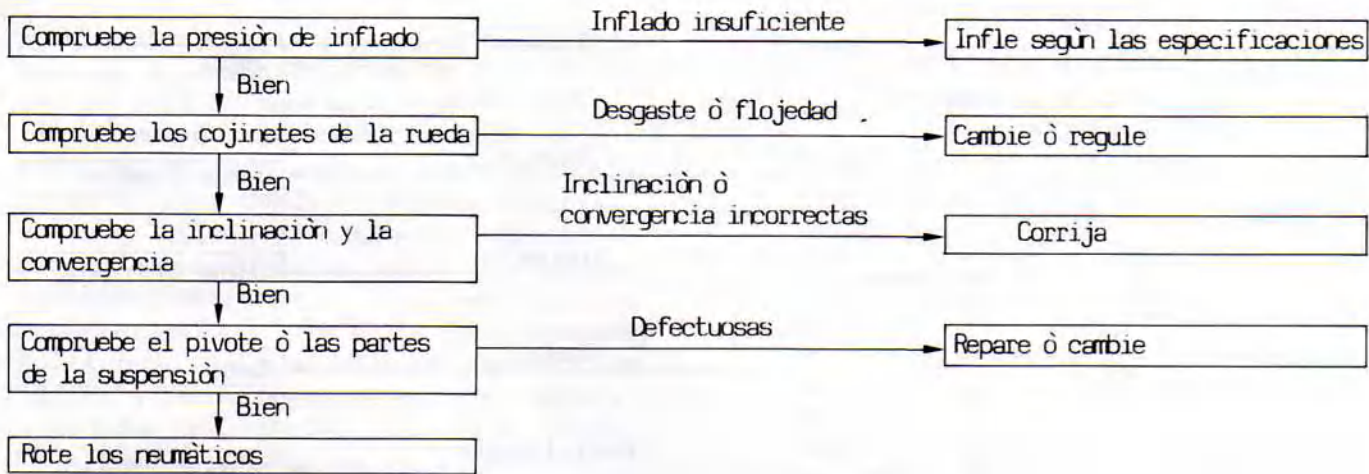 Compruebe la presiòn de inflado
Inflado insuficiente
Infle segùn las especificaciones
Bien
Compruebe los cojinetes de la rueda
Desgaste ò flojedad
Cambie ò regule
Bien
Compruebe la inclinaciòn y la
convergencia
Inclinaciòn ò
convergencia incorrectas
Corrija
Bien
Compruebe el pivote ò las partes
de la suspensiòn
Defectuosas
Repare ò cambie
Bien
Rote los neumàticos